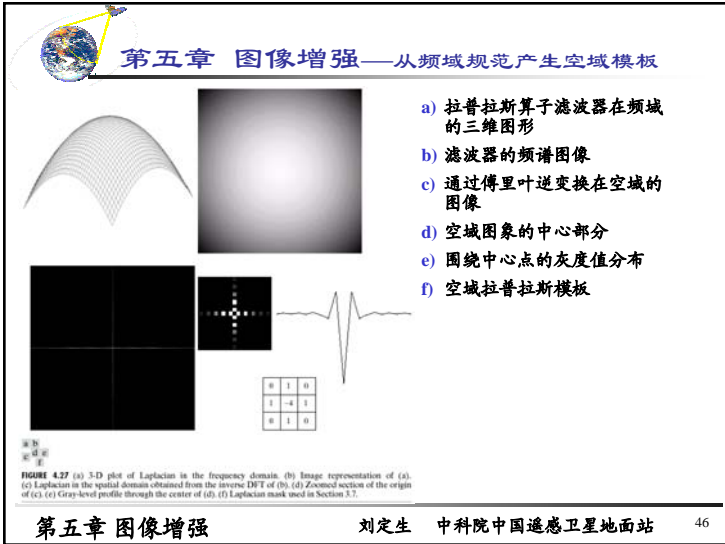 第五章 图像增强——从频域规范产生空域模板
a) 拉普拉斯算子滤波器在频域
的三维图形
b) 滤波器的频谱图像
c) 通过傅里叶逆变换在空域的
图像
d) 空域图象的中心部分
e) 围绕中心点的灰度值分布
f) 空域拉普拉斯模板
0 1 0
1 −4 1
0 1 0
a b
c d e
f
FIGURE 4.27 (a) 3-D plot of Laplacian in the frequency domain. (b) Image representation of (a).
(c) Laplacian in the spatial domain obtained from the inverse DFT of (b). (d) Zoomed section of the origin
of (c). (e) Gray-level profile through the center of (d). (f) Laplacian mask used in Section 3.7.
第五章 图像增强 刘定生 中科院中国遥感卫星地面站 46